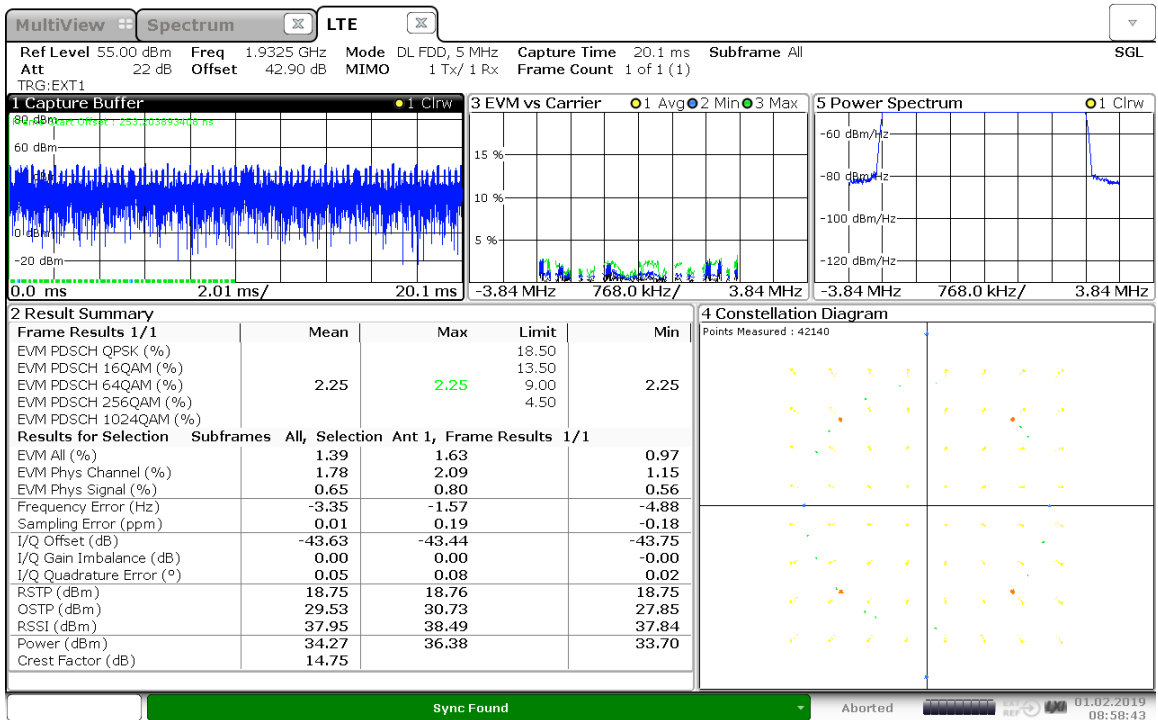 MultiView Spectrum LTE
Ref Level 55.00 dBm Freq 1.9325 GHz Mode DL FDD, 5 MHz Capture Time 20.1 ms Subframe All SGL
Att 22 dB Offset 42.90 dB MIMO 1 Tx/ 1 Rx Frame Count 1 of 1 (1)
TRG:EXT1
1 Capture Buffer 1 Clrw
80 dBm
Frame Start Offset : 253.203893408 ns
60 dBm
0 dBm
-20 dBm
0.0 ms 2.01 ms/ 20.1 ms
3 EVM vs Carrier 1 Avg 2 Min 3 Max
15 %
10 %
5 %
-3.84 MHz 768.0 kHz/ 3.84 MHz
5 Power Spectrum 1 Clrw
-60 dBm/Hz
-80 dBm/Hz
-100 dBm/Hz
-120 dBm/Hz
-3.84 MHz 768.0 kHz/ 3.84 MHz
2 Result Summary
Frame Results 1/1 Mean Max Limit Min
EVM PDSCH QPSK (%) 18.50
EVM PDSCH 16QAM (%) 13.50
EVM PDSCH 64QAM (%) 2.25 2.25 9.00 2.25
EVM PDSCH 256QAM (%) 4.50
EVM PDSCH 1024QAM (%)
Results for Selection Subframes All, Selection Ant 1, Frame Results 1/1
EVM All (%) 1.39 1.63 0.97
EVM Phys Channel (%) 1.78 2.09 1.15
EVM Phys Signal (%) 0.65 0.80 0.56
Frequency Error (Hz) -3.35 -1.57 -4.88
Sampling Error (ppm) 0.01 0.19 -0.18
I/Q Offset (dB) -43.63 -43.44 -43.75
I/Q Gain Imbalance (dB) 0.00 0.00 -0.00
I/Q Quadrature Error (º) 0.05 0.08 0.02
RSTP (dBm) 18.75 18.76 18.75
OSTP (dBm) 29.53 30.73 27.85
RSSI (dBm) 37.95 38.49 37.84
Power (dBm) 34.27 36.38 33.70
Crest Factor (dB) 14.75
4 Constellation Diagram
Points Measured : 42140
Sync Found
Aborted
EXT
REF
LXI
01.02.2019
08:58:43